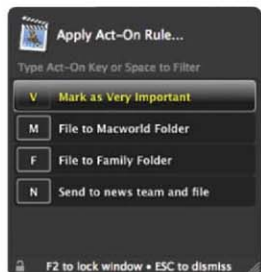 Apply Act-On Rule...
Type Act-On Key or Space to Filter
V Mark as Very Important
M File to Macworld Folder
F File to Family Folder
N Send to news team and file
F2 to lock window • ESC to dismiss